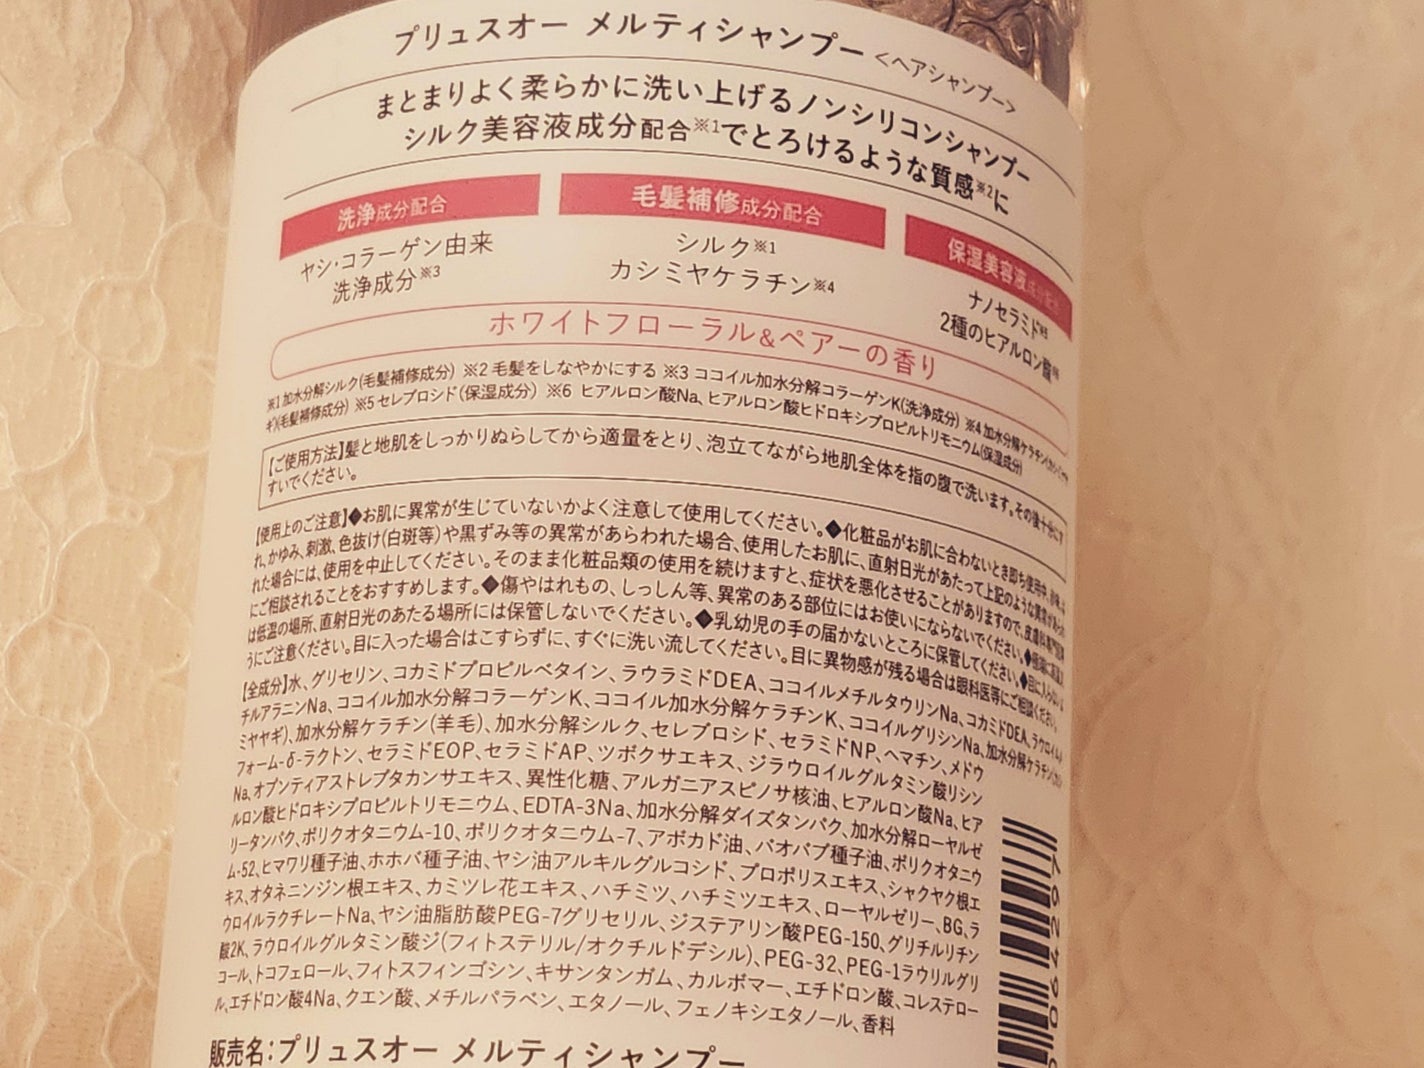 プリュスオー メルティシャンプー <ヘアシャンプー>
まとまりよく柔らかに洗い上げるノンシリコンシャンプー
シルク美容液成分配合※1でとろけるような質感※2に
洗浄成分配合
ヤシ・コラーゲン由来
洗浄成分※3
毛髪補修成分配合
シルク※1
カシミヤケラチン※4
保湿美容液成分配合
ナノセラミド※5
2種のヒアルロン酸※6
ホワイトフローラル&ペアーの香り
※1 加水分解シルク(毛髪補修成分) ※2 毛髪をしなやかにする ※3 ココイル加水分解コラーゲンK(洗浄成分) ※4 加水分解ケラチン(カシミヤヤ
ギ)(毛髪補修成分) ※5 セレブロシド(保湿成分) ※6 ヒアルロン酸Na、ヒアルロン酸ヒドロキシプロピルトリモニウム(保湿成分)
【ご使用方法】髪と地肌をしっかりぬらしてから適量をとり、泡立てながら地肌全体を指の腹で洗います。その後十分にす
すいでください。
【使用上のご注意】◆お肌に異常が生じていないかよく注意して使用してください。◆化粧品がお肌に合わないとき即ち使用中、赤味、は
れ、かゆみ、刺激、色抜け(白斑等)や黒ずみ等の異常があらわれた場合、使用したお肌に、直射日光があたって上記のような異常があらわ
れた場合には、使用を中止してください。そのまま化粧品類の使用を続けますと、症状を悪化させることがありますので、皮膚科専門医等
にご相談されることをおすすめします。◆傷やはれもの、しっしん等、異常のある部位にはお使いにならないでください。◆極端に高温又
は低温の場所、直射日光のあたる場所には保管しないでください。◆乳幼児の手の届かないところに保管してください。◆目に入らないよ
うにご注意ください。目に入った場合はこすらずに、すぐに洗い流してください。目に異物感が残る場合は眼科医等にご相談ください。
【全成分】水、グリセリン、コカミドプロピルベタイン、ラウラミドDEA、ココイルメチルタウリンNa、コカミドDEA、ラウロイルメ
チルアラニンNa、ココイル加水分解コラーゲンK、ココイル加水分解ケラチンK、ココイルグリシンNa、加水分解ケラチン(カシ
ミヤヤギ)、加水分解ケラチン(羊毛)、加水分解シルク、セレブロシド、セラミドNP、ヘマチン、メドウ
フォーム-δ-ラクトン、セラミドEOP、セラミドAP、ツボクサエキス、ジラウロイルグルタミン酸リシン
Na、オプンティアストレプタカンサエキス、異性化糖、アルガニアスピノサ核油、ヒアルロン酸Na、ヒア
ルロン酸ヒドロキシプロピルトリモニウム、EDTA-3Na、加水分解ダイズタンパク、加水分解ローヤルゼ
リータンパク、ポリクオタニウム-10、ポリクオタニウム-7、アボカド油、バオバブ種子油、ポリクオタニウ
ム-52、ヒマワリ種子油、ホホバ種子油、ヤシ油アルキルグルコシド、プロポリスエキス、シャクヤク根エ
キス、オタネニンジン根エキス、カミツレ花エキス、ハチミツ、ハチミツエキス、ローヤルゼリー、BG、ラ
ウロイルラクチレートNa、ヤシ油脂肪酸PEG-7グリセリル、ジステアリン酸PEG-150、グリチルリチン
酸2K、ラウロイルグルタミン酸ジ(フィトステリル/オクチルドデシル)、PEG-32、PEG-1ラウリルグリ
コール、トコフェロール、フィトスフィンゴシン、キサンタンガム、カルボマー、エチドロン酸、コレステロー
ル、エチドロン酸4Na、クエン酸、メチルパラベン、エタノール、フェノキシエタノール、香料
販売名:プリュスオー メルティシャンプー